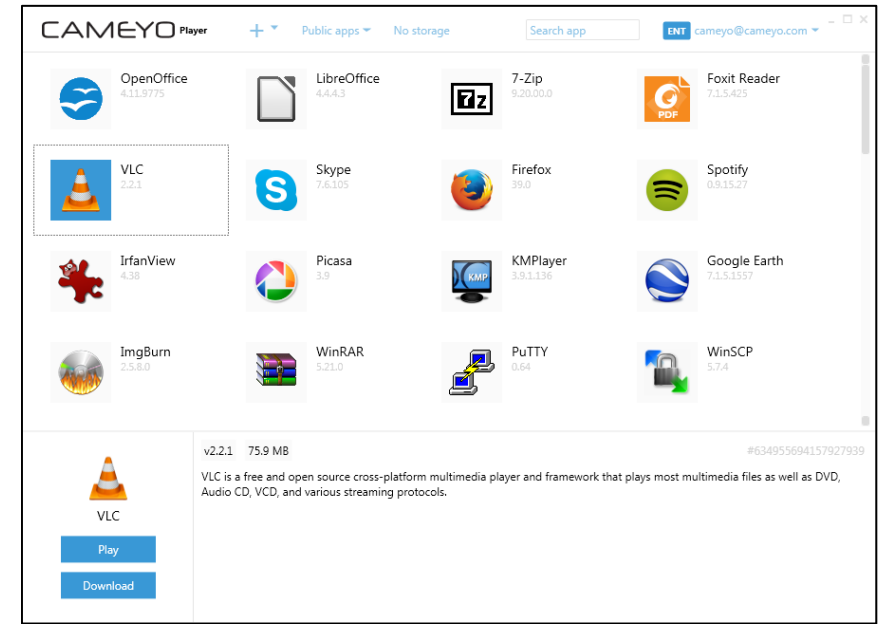 CAMEYO Player
Public apps
No storage
Search app
ENT
cameyo@cameyo.com
OpenOffice
4.11.9775
LibreOffice
4.4.4.3
7z
7-Zip
9.20.00.0
PDF
Foxit Reader
7.1.5.425
VLC
2.2.1
Skype
7.6.105
Firefox
39.0
Spotify
0.9.15.27
IrfanView
4.38
Picasa
3.9
KMP
KMPlayer
3.9.1.136
Google Earth
7.1.5.1557
ImgBurn
2.5.8.0
WinRAR
5.21.0
PuTTY
0.64
WinSCP
5.7.4
VLC
Play
Download
v2.2.1 75.9 MB
#634955694157927939
VLC is a free and open source cross-platform multimedia player and framework that plays most multimedia files as well as DVD,
Audio CD, VCD, and various streaming protocols.